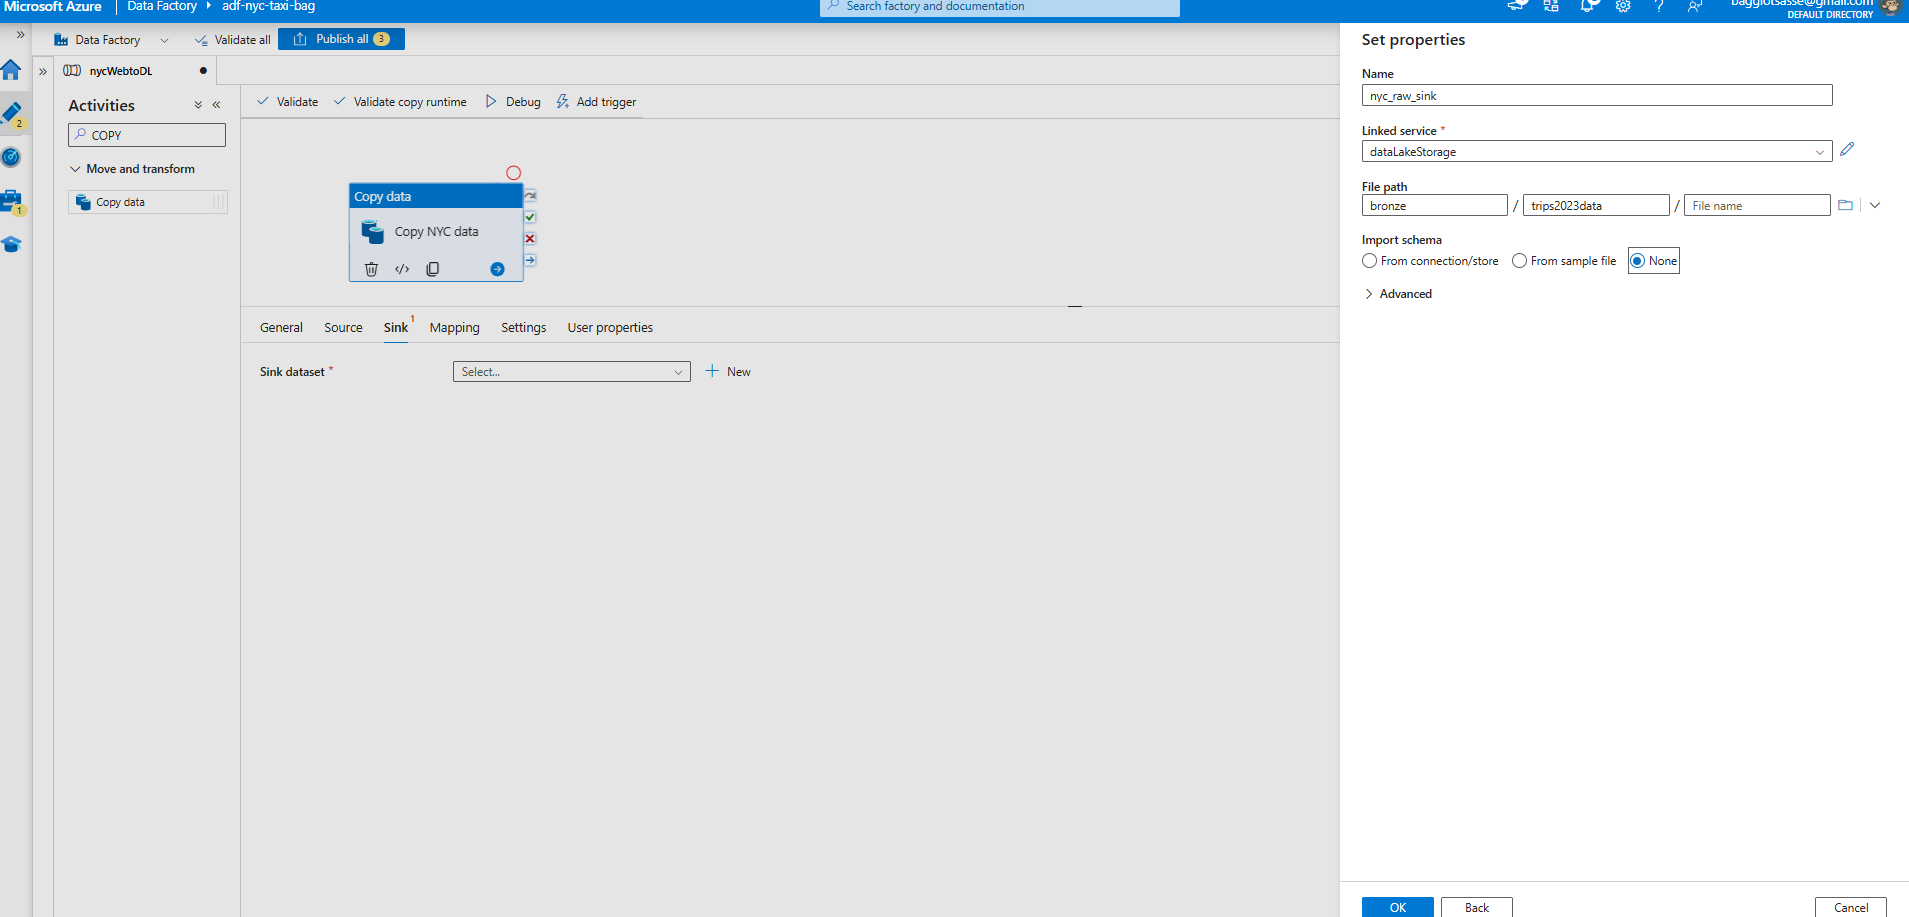 Microsoft Azure
Data Factory
adf-nyc-taxi-bag
Search factory and documentation
baggiotsasse@gmail.com
DEFAULT DIRECTORY
Data Factory
Validate all
Publish all 3
nycWebtoDL
Activities
COPY
Move and transform
Copy data
2
1
Validate
Validate copy runtime
Debug
Add trigger
Copy data
Copy NYC data
General
Source
Sink 1
Mapping
Settings
User properties
Sink dataset *
Select...
New
Set properties
Name
nyc_raw_sink
Linked service *
dataLakeStorage
File path
bronze / trips2023data / File name
Import schema
From connection/store
From sample file
None
Advanced
OK
Back
Cancel